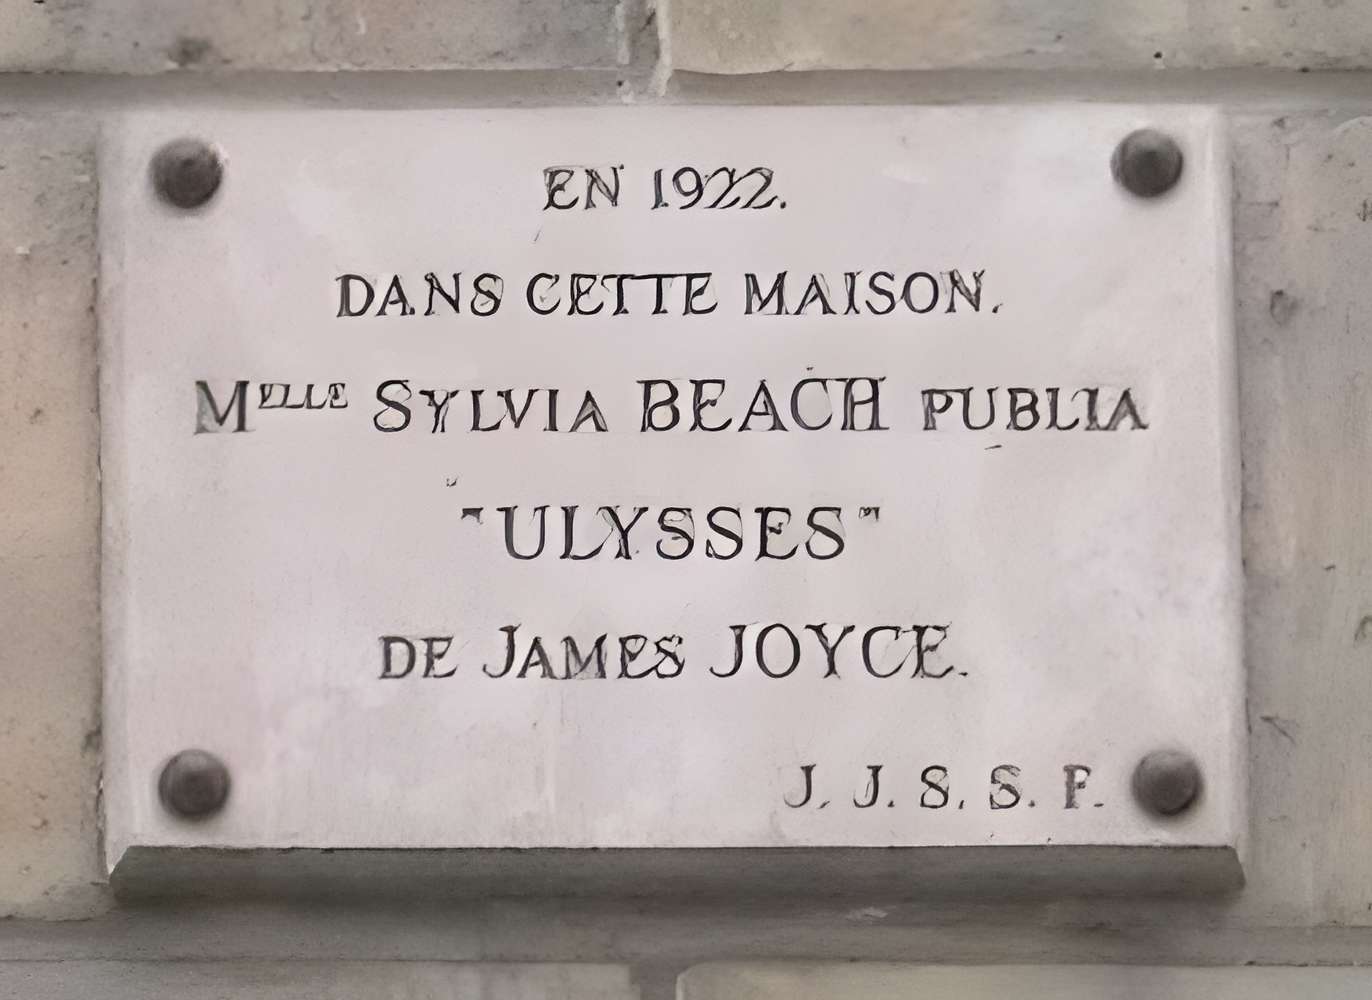 EN 1922.
DANS CETTE MAISON.
Melle SYLVIA BEACH PUBLIA
"ULYSSES"
DE JAMES JOYCE.
J. J. S. S. F.